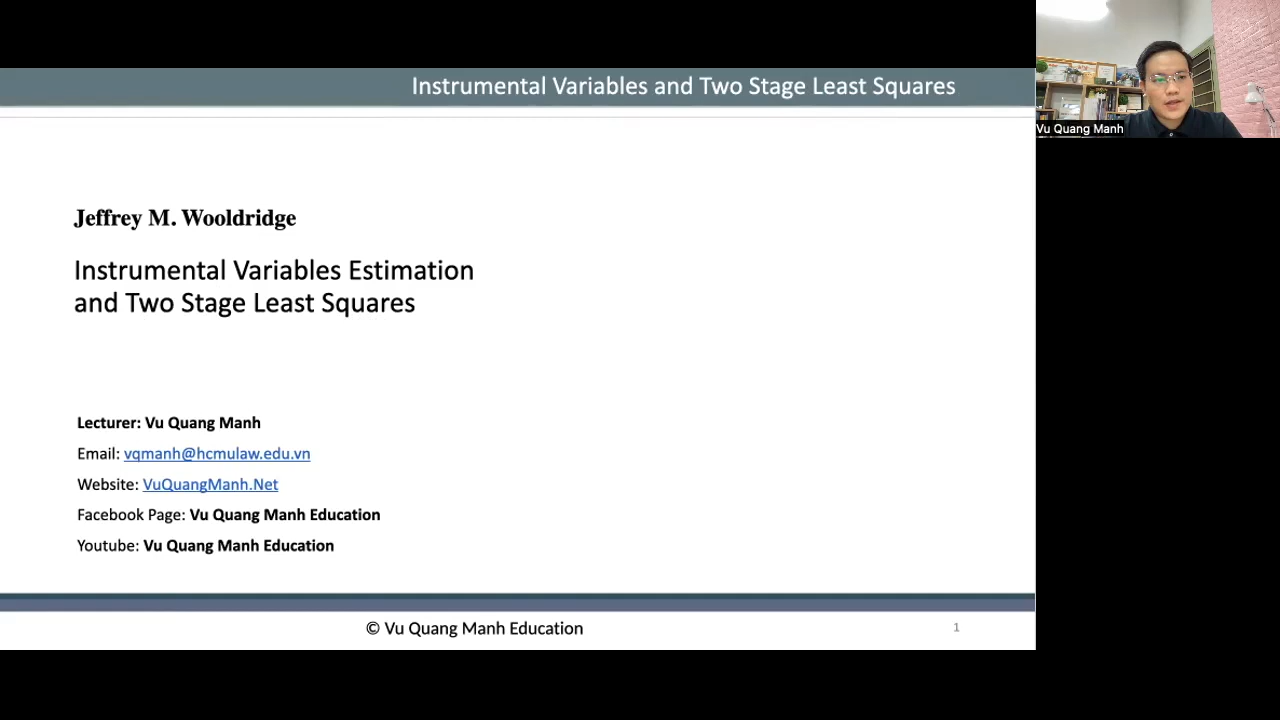 Instrumental Variables and Two Stage Least Squares
Vu Quang Manh
Jeffrey M. Wooldridge
Instrumental Variables Estimation
and Two Stage Least Squares
Lecturer: Vu Quang Manh
Email: vqmanh@hcmulaw.edu.vn
Website: VuQuangManh.Net
Facebook Page: Vu Quang Manh Education
Youtube: Vu Quang Manh Education
© Vu Quang Manh Education
1